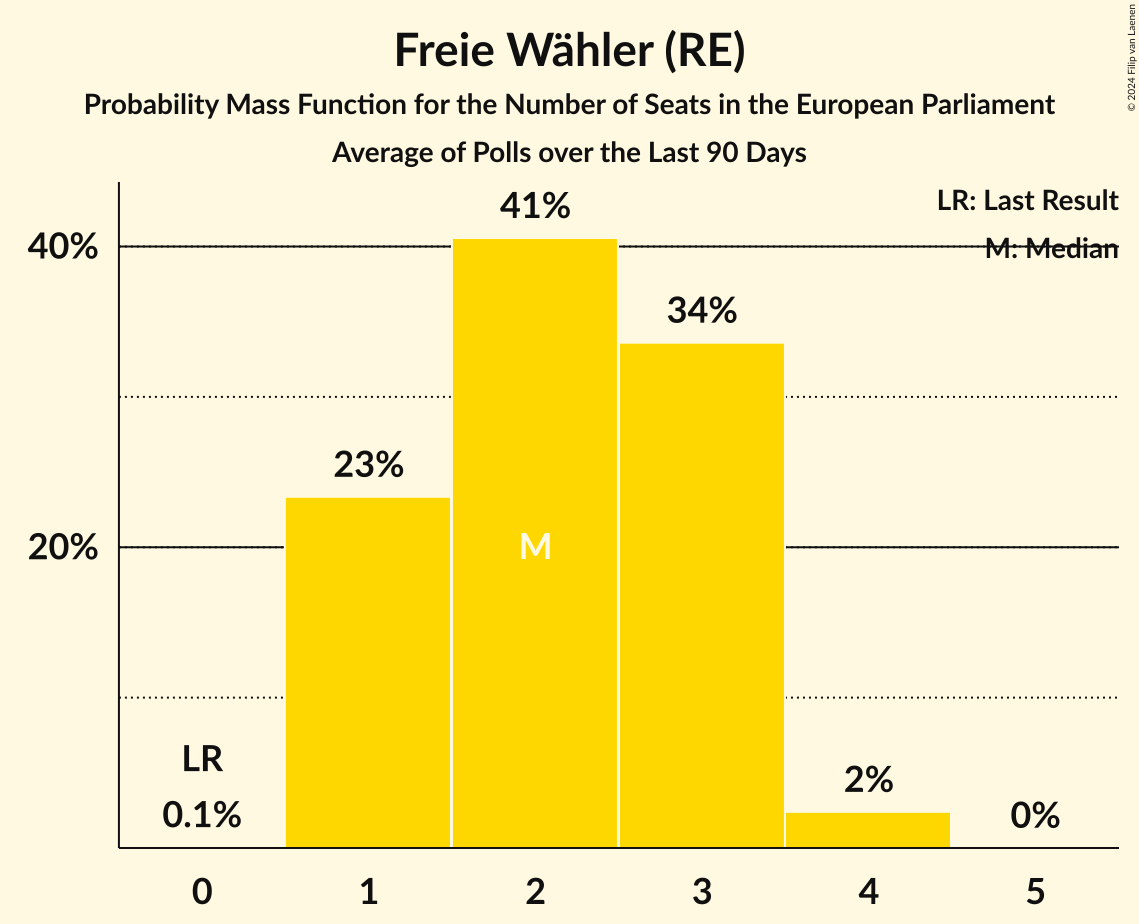 Freie Wähler (RE)
Probability Mass Function for the Number of Seats in the European Parliament
Average of Polls over the Last 90 Days
© 2024 Filip van Laenen
LR: Last Result
M: Median
41%
40%
34%
23%
20%
M
LR
0.1%
2%
0%
0 1 2 3 4 5